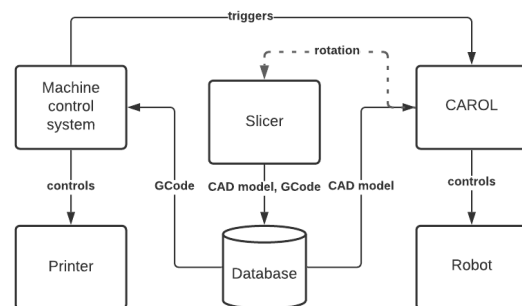 triggers
rotation
Machine
control
system
Slicer
CAROL
controls
GCode
CAD model, GCode
CAD model
controls
Printer
Database
Robot